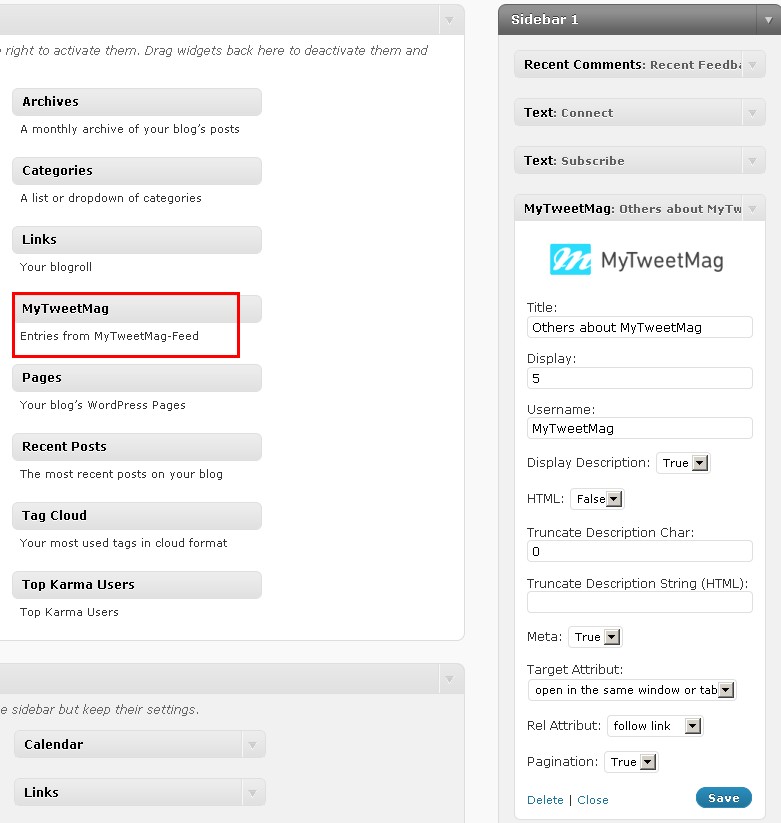 right to activate them. Drag widgets back here to deactivate them and
Archives
A monthly archive of your blog's posts
Categories
A list or dropdown of categories
Links
Your blogroll
MyTweetMag
Entries from MyTweetMag-Feed
Pages
Your blog's WordPress Pages
Recent Posts
The most recent posts on your blog
Tag Cloud
Your most used tags in cloud format
Top Karma Users
Top Karma Users
e sidebar but keep their settings.
Calendar
Links
Sidebar 1
Recent Comments: Recent Feedba
Text: Connect
Text: Subscribe
MyTweetMag: Others about MyTw
m MyTweetMag
Title:
Others about MyTweetMag
Display:
5
Username:
MyTweetMag
Display Description: True
HTML: False
Truncate Description Char:
0
Truncate Description String (HTML):
Meta: True
Target Attribut:
open in the same window or tab
Rel Attribut: follow link
Pagination: True
Delete | Close Save